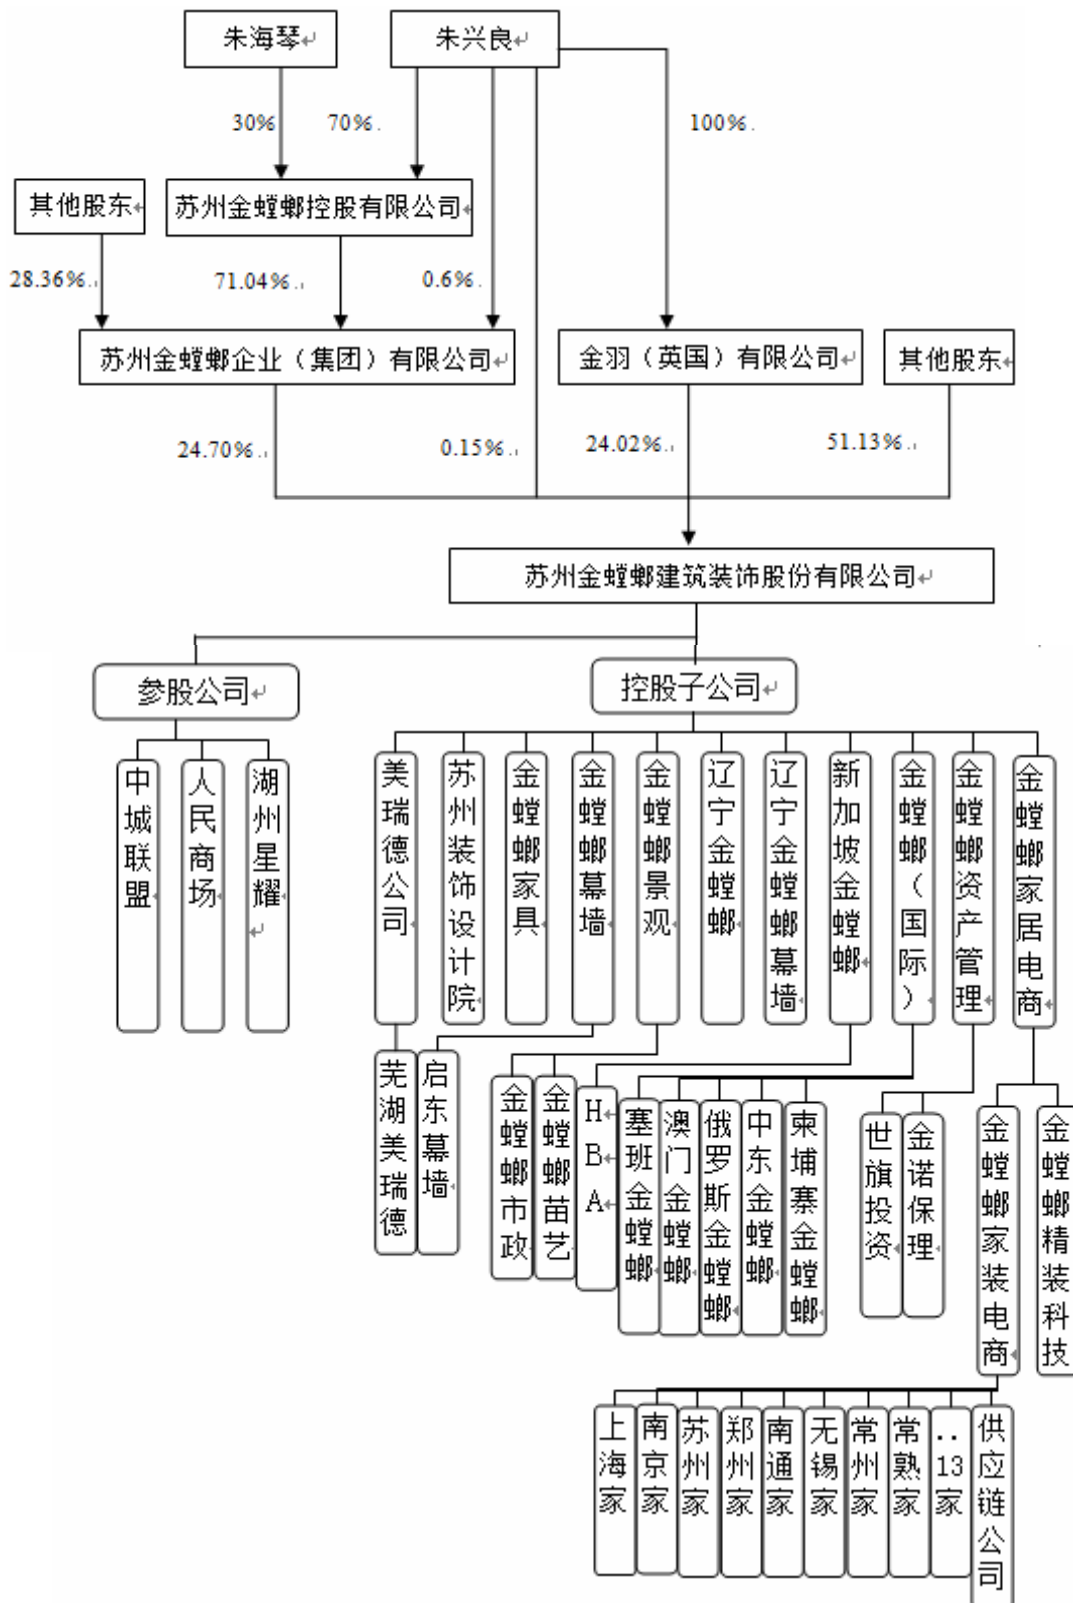 朱海琴
朱兴良
30%
70%
100%
其他股东
苏州金螳螂控股有限公司
28.36%
71.04%
0.6%
苏州金螳螂企业（集团）有限公司
金羽（英国）有限公司
其他股东
24.70%
0.15%
24.02%
51.13%
苏州金螳螂建筑装饰股份有限公司
参股公司
控股子公司
中城联盟
人民商场
湖州星耀
美瑞德公司
苏州装饰设计院
金螳螂家具
金螳螂幕墙
金螳螂景观
辽宁金螳螂
辽宁金螳螂幕墙
新加坡金螳螂
金螳螂（国际）
金螳螂资产管理
金螳螂家居电商
芜湖美瑞德
启东幕墙
金螳螂市政
金螳螂苗艺
HBA
塞班金螳螂
澳门金螳螂
俄罗斯金螳螂
中东金螳螂
柬埔寨金螳螂
世旗投资
金诺保理
金螳螂家装电商
金螳螂精装科技
上海家
南京家
苏州家
郑州家
南通家
无锡家
常州家
常熟家
..13家
供应链公司